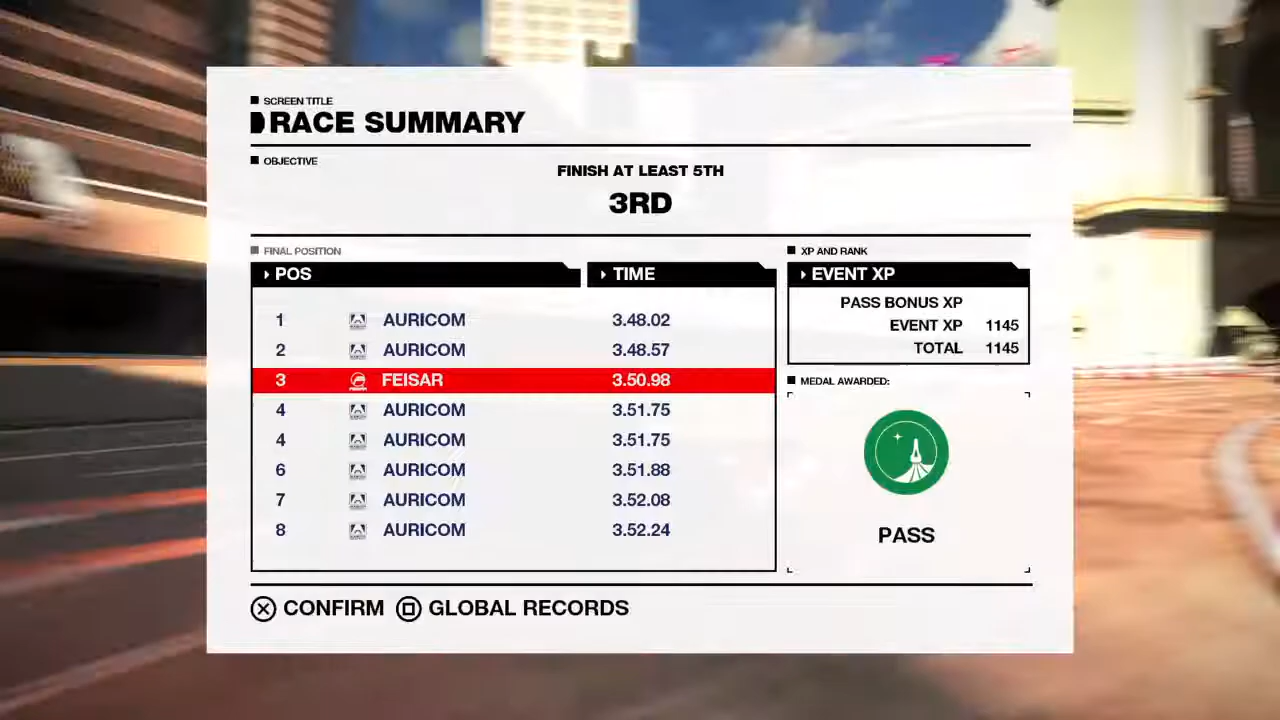 SCREEN TITLE
RACE SUMMARY
OBJECTIVE
FINISH AT LEAST 5TH
3RD
FINAL POSITION
POS TIME
1 AURICOM 3.48.02
2 AURICOM 3.48.57
3 FEISAR 3.50.98
4 AURICOM 3.51.75
4 AURICOM 3.51.75
6 AURICOM 3.51.88
7 AURICOM 3.52.08
8 AURICOM 3.52.24
XP AND RANK
EVENT XP
PASS BONUS XP
EVENT XP 1145
TOTAL 1145
MEDAL AWARDED:
PASS
CONFIRM GLOBAL RECORDS